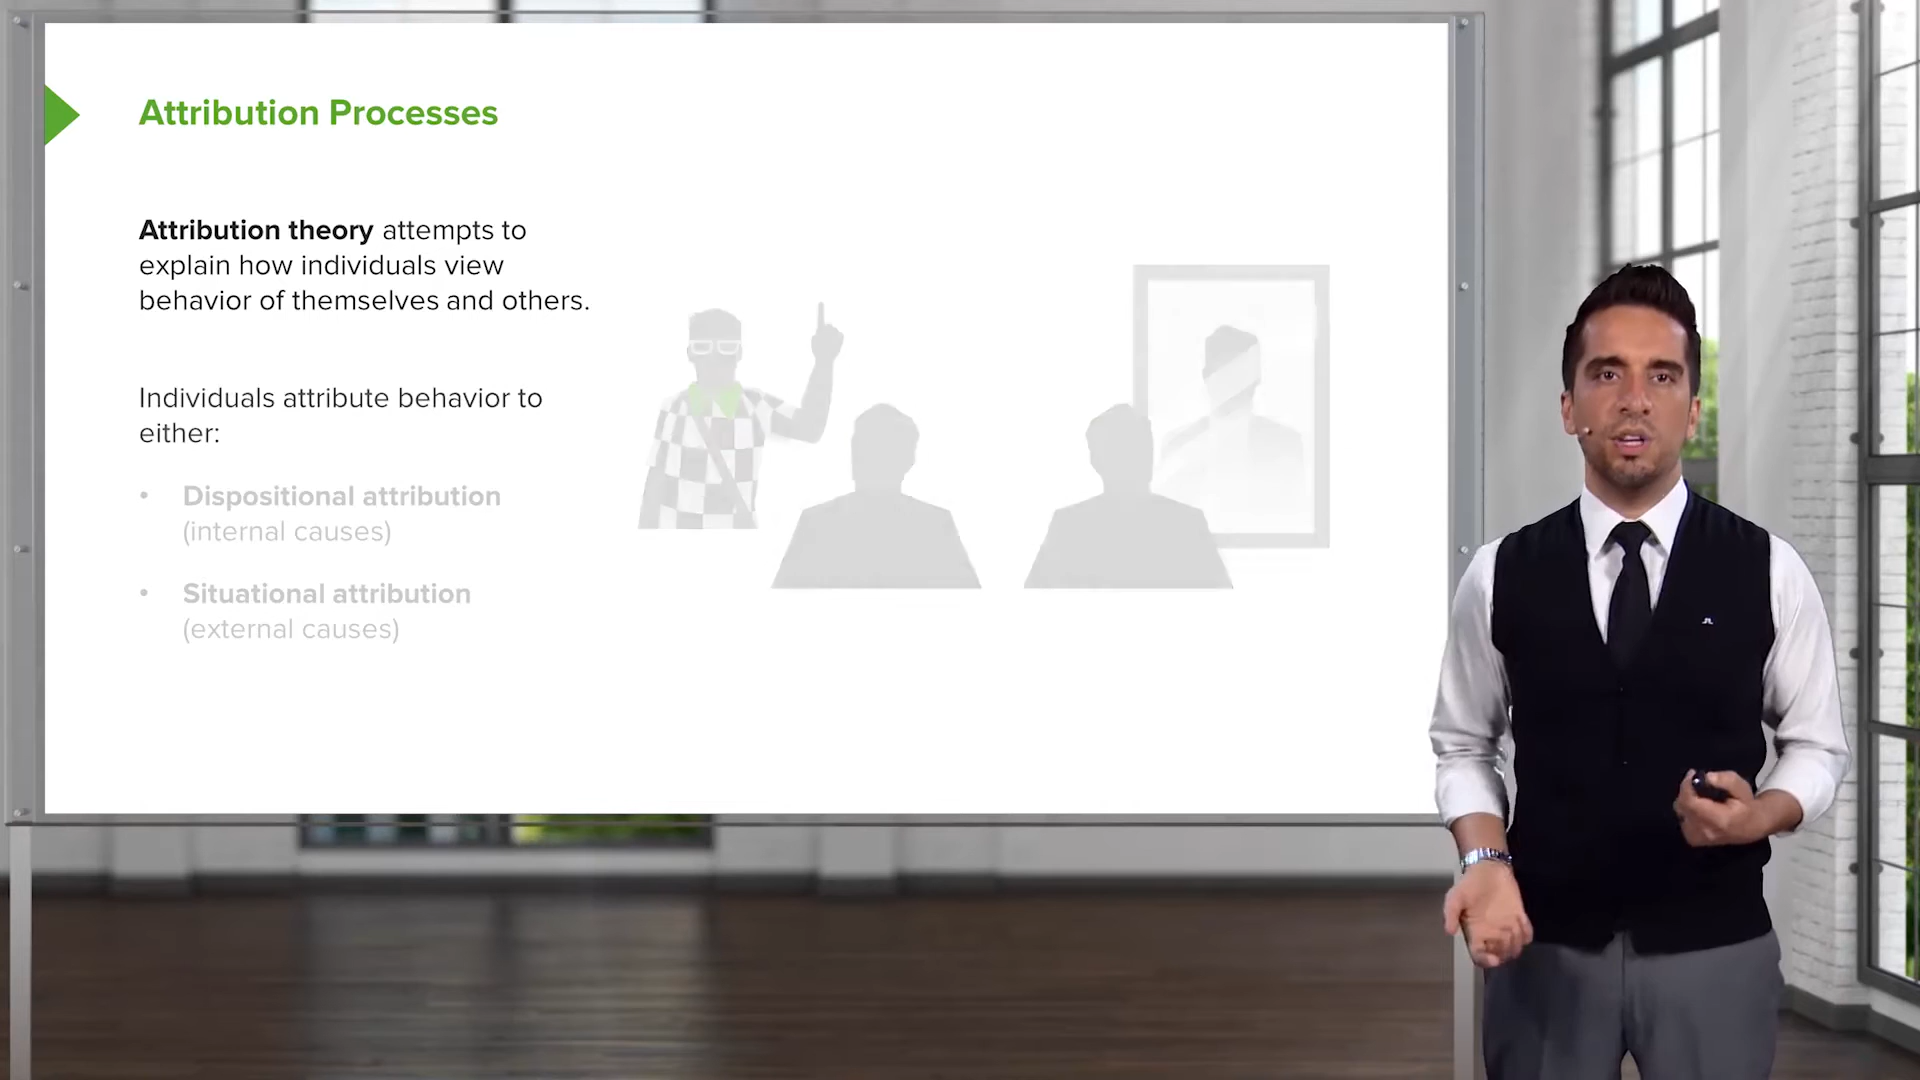 Attribution Processes
Attribution theory attempts to
explain how individuals view
behavior of themselves and others.
Individuals attribute behavior to
either:
• Dispositional attribution
(internal causes)
• Situational attribution
(external causes)